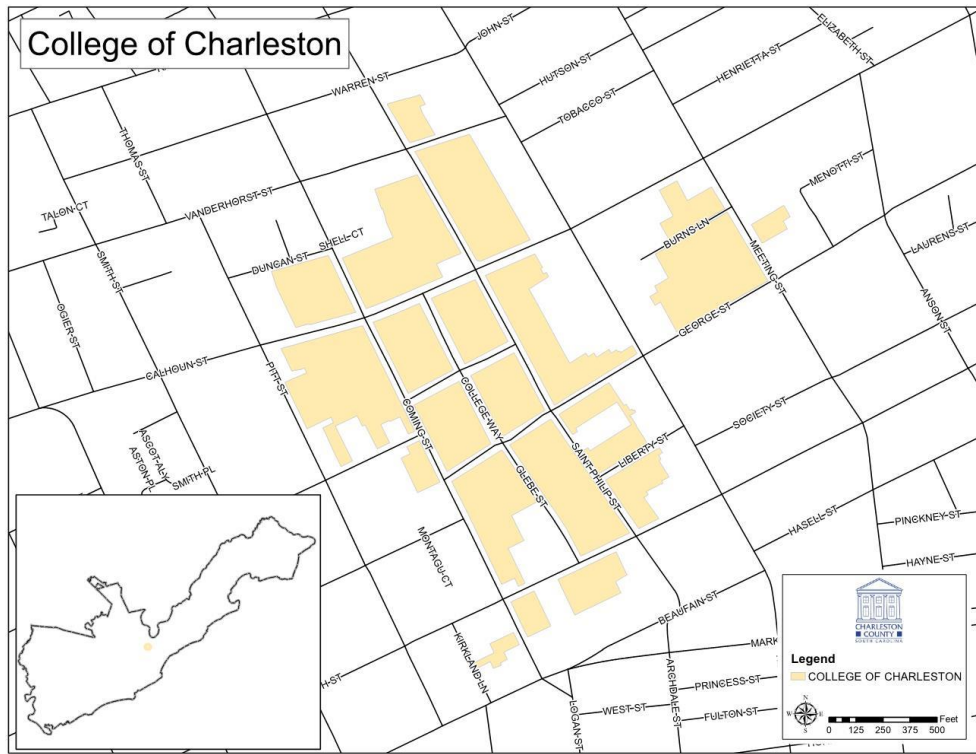 College of Charleston
JOHN-ST
ELIZABETH-ST
HUTSON-ST
HENRIETTA-ST
WARREN-ST
TOBACCO-ST
THOMAS-ST
MENOTTI-ST
VANDERHORST-ST
TALON-CT
SHELL-CT
BURNS-LN
LAURENS-ST
DUNCAN-ST
MEETING-ST
SMITH-ST
ANSON-ST
OGIER-ST
GEORGE-ST
CALHOUN-ST
PITT-ST
COLLEGE-WAY
COMING-ST
SOCIETY-ST
ASCOT-ALY
ASTON-PL
SMITH-PL
GLEBE-ST
SAINT-PHILIP-ST
LIBERTY-ST
HASELL-ST
PINCKNEY-ST
MONTAGU-CT
HAYNE-ST
BEAUFAIN-ST
KIRKLAND-LN
MARK
H-ST
ARCHDALE-ST
PRINCESS-ST
LOGAN-ST
WEST-ST
FULTON-ST
CHARLESTON
COUNTY
SOUTH CAROLINA
Legend
COLLEGE OF CHARLESTON
N
W E
S
0 125 250 375 500
Feet